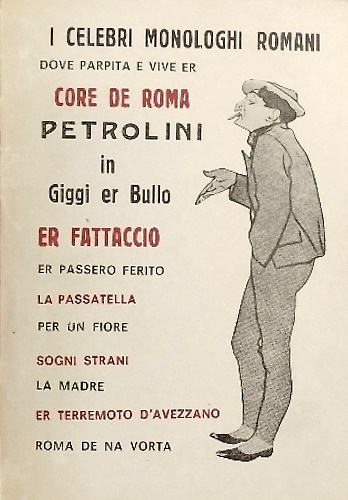 I CELEBRI MONOLOGHI ROMANI
DOVE PARPITA E VIVE ER
CORE DE ROMA
PETROLINI
in
Giggi er Bullo
ER FATTACCIO
ER PASSERO FERITO
LA PASSATELLA
PER UN FIORE
SOGNI STRANI
LA MADRE
ER TERREMOTO D'AVEZZANO
ROMA DE NA VORTA